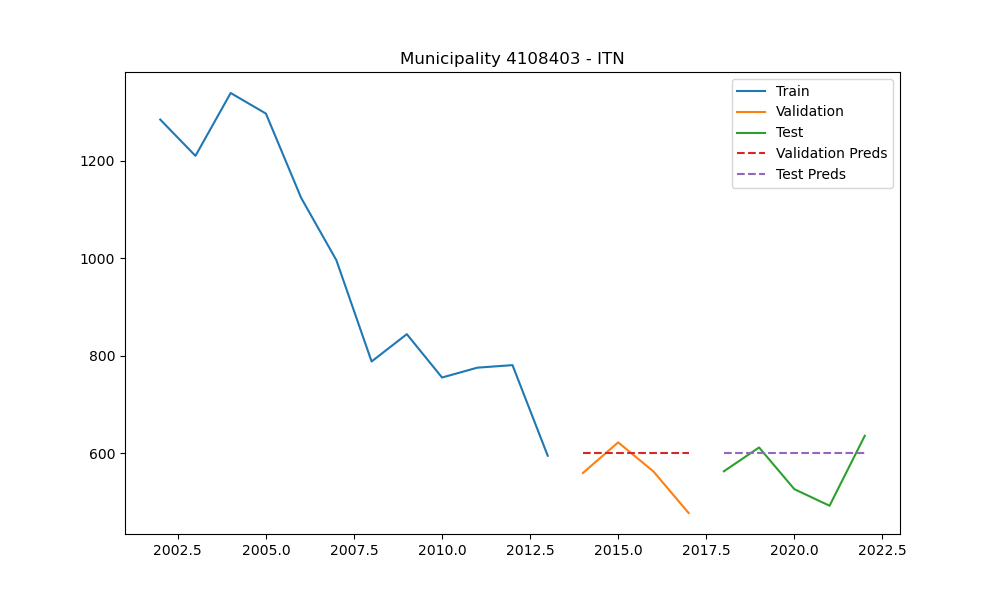 Municipality 4108403 - ITN
Train
Validation
Test
Validation Preds
Test Preds
1200
1000
800
600
2002.5 2005.0 2007.5 2010.0 2012.5 2015.0 2017.5 2020.0 2022.5